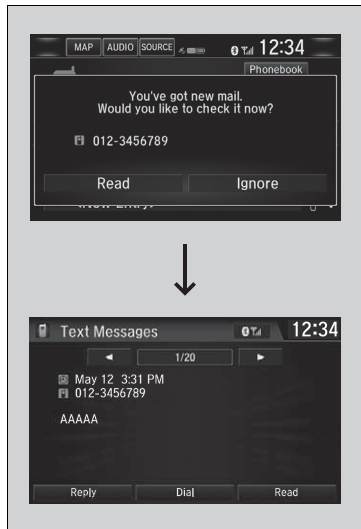 MAP AUDIO SOURCE 12:34
Phonebook
You've got new mail.
Would you like to check it now?
012-3456789
Read Ignore
Text Messages 12:34
1/20
May 12 3:31 PM
012-3456789
AAAAA
Reply Dial Read